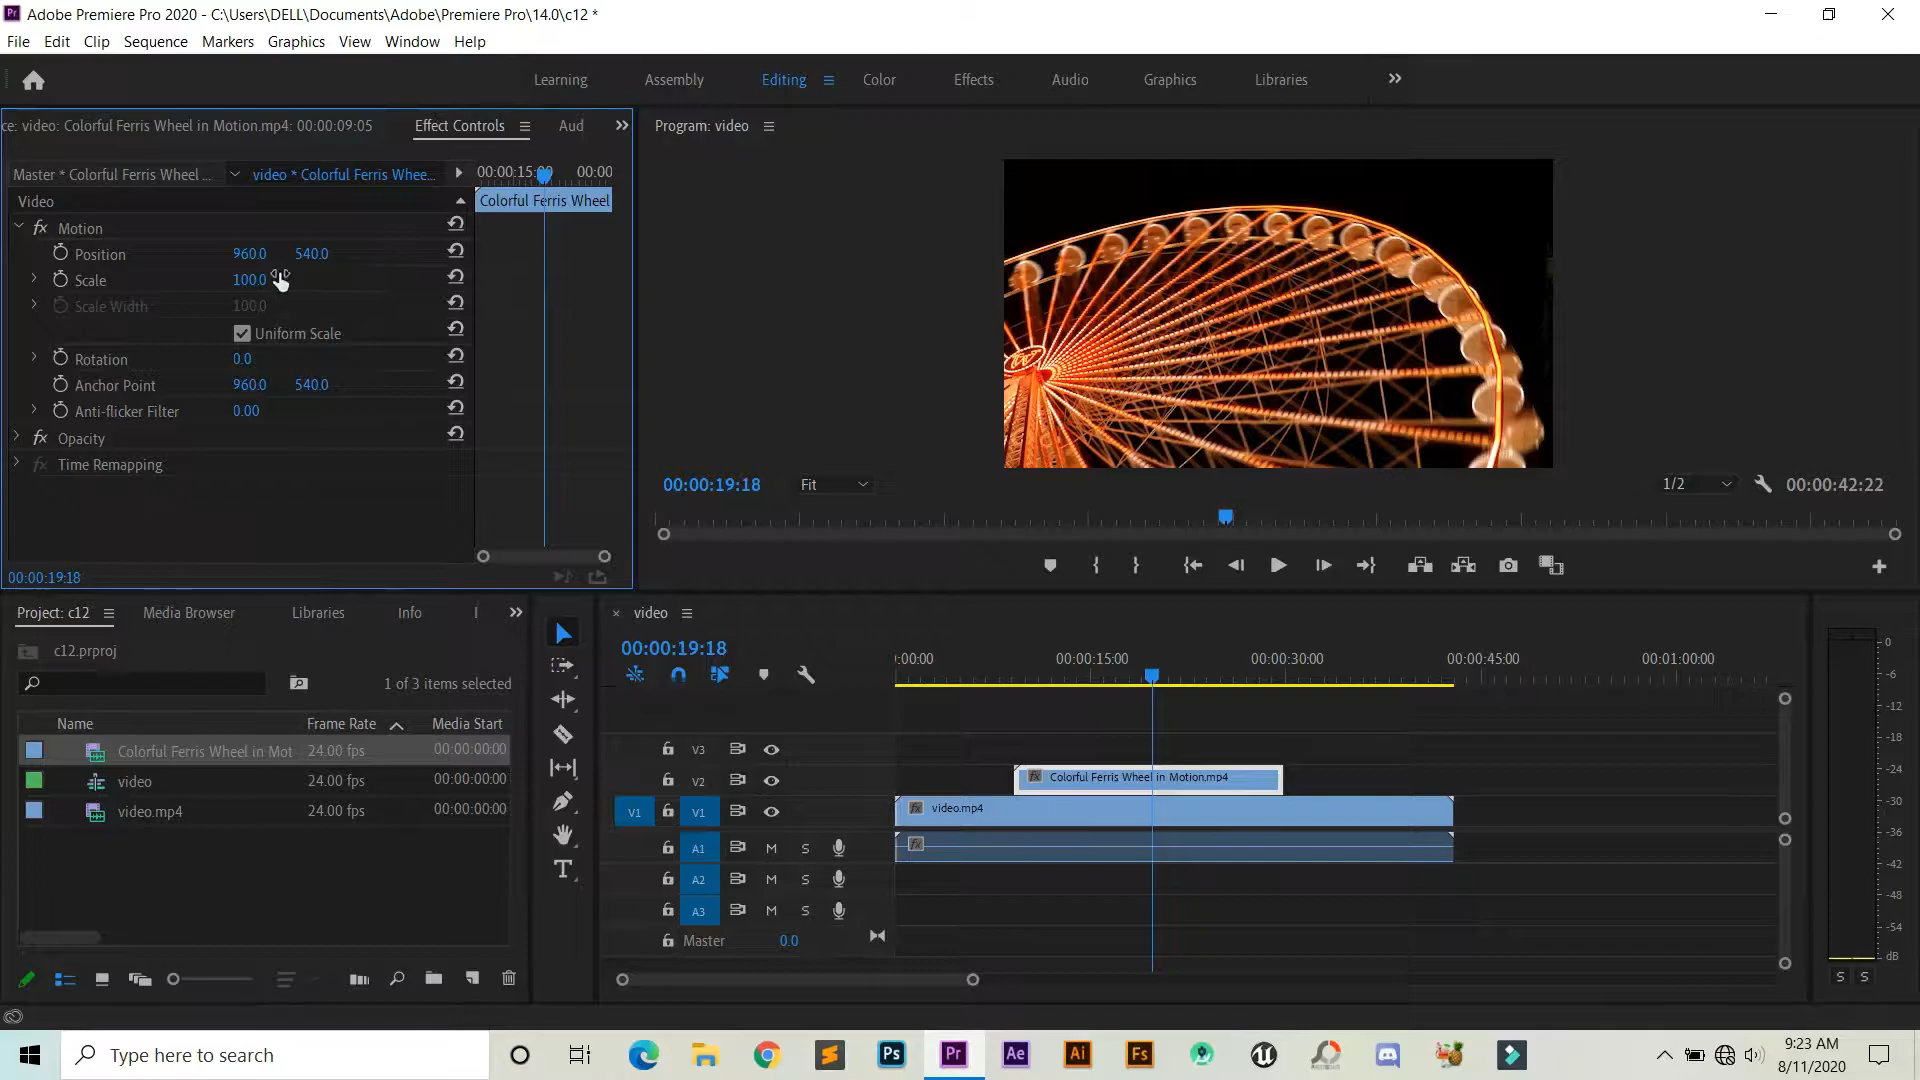 Adobe Premiere Pro 2020 - C:\Users\DELL\Documents\Adobe\Premiere Pro\14.0\c12 *
File Edit Clip Sequence Markers Graphics View Window Help
Learning Assembly Editing Color Effects Audio Graphics Libraries
ce: video: Colorful Ferris Wheel in Motion.mp4: 00:00:09:05 Effect Controls Aud
Program: video
Master * Colorful Ferris Wheel ... video * Colorful Ferris Whee...
00:00:15:00 00:00
Video
Colorful Ferris Wheel
fx Motion
Position 960.0 540.0
Scale 100.0
Scale Width 100.0
Uniform Scale
Rotation 0.0
Anchor Point 960.0 540.0
Anti-flicker Filter 0.00
fx Opacity
fx Time Remapping
00:00:19:18
00:00:19:18 Fit 1/2 00:00:42:22
Project: c12 Media Browser Libraries Info
c12.prproj
1 of 3 items selected
Name Frame Rate Media Start
Colorful Ferris Wheel in Mot 24.00 fps 00:00:00:00
video 24.00 fps
video.mp4 24.00 fps 00:00:00:00
video
00:00:19:18
:00:00 00:00:15:00 00:00:30:00 00:00:45:00 00:01:00:00
V3
V2
fx Colorful Ferris Wheel in Motion.mp4
V1 V1
fx video.mp4
A1 M S
fx
A2 M S
A3 M S
Master 0.0
0
-6
-12
-18
-24
-30
-36
-42
-48
-54
dB
S S
Type here to search
Ps Pr Ae Ai Fs
9:23 AM
8/11/2020